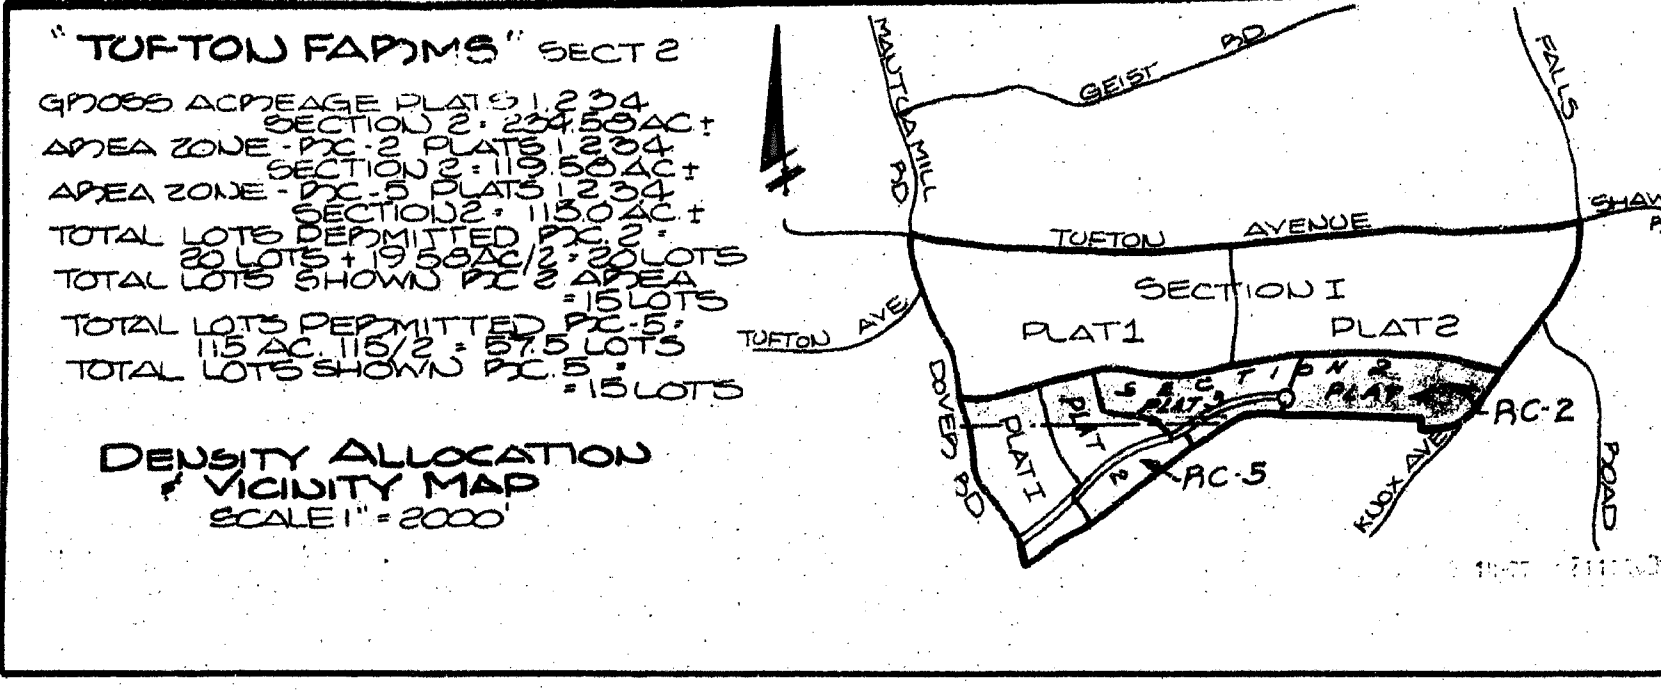 "TUFTON FARMS" SECT 2
GROSS ACREAGE PLATS 1,2,3,4
SECTION 2 = 234.58 AC ±
AREA ZONE - RC-2 PLATS 1,2,3,4
SECTION 2 = 119.58 AC ±
AREA ZONE - RC-5 PLATS 1,2,3,4
SECTION 2 = 115.0 AC. ±
TOTAL LOTS PERMITTED RC-2 =
20 LOTS + 19.58 AC/2 = 20 LOTS
TOTAL LOTS SHOWN RC 2 AREA
= 15 LOTS
TOTAL LOTS PERMITTED RC-5 =
115 AC. 115/2 = 57.5 LOTS
TOTAL LOTS SHOWN RC.5 =
= 15 LOTS
DENSITY ALLOCATION
& VICINITY MAP
SCALE 1" = 2000'
MANTUA MILL RD.
GEIST RD
FALLS
SHAW
TUFTON AVENUE
TUFTON AVE.
SECTION I
PLAT 1
PLAT 2
SECTION 2
PLAT 3
PLAT
RC-2
DOVER RD.
PLAT I
PLAT 2
RC-5
KNOX AVE
ROAD